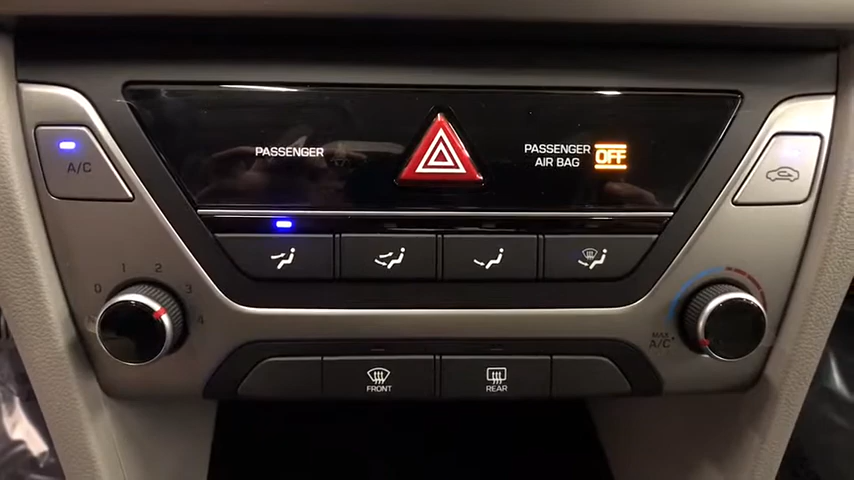 PASSENGER
PASSENGER
AIR BAG
OFF
A/C
0
1
2
3
4
MAX
A/C
FRONT
REAR